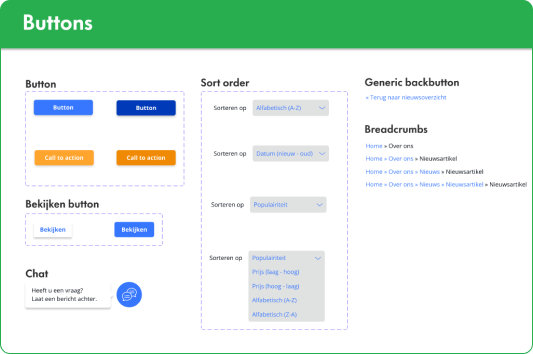 Buttons
Button
Button
Button
Call to action
Call to action
Bekijken button
Bekijken
Bekijken
Chat
Heeft u een vraag?
Laat een bericht achter.
Sort order
Sorteren op Alfabetisch (A-Z)
Sorteren op Datum (nieuw - oud)
Sorteren op Populairiteit
Sorteren op Populairiteit
Prijs (laag - hoog)
Prijs (hoog - laag)
Alfabetisch (A-Z)
Alfabetisch (Z-A)
Generic backbutton
« Terug naar nieuwsoverzicht
Breadcrumbs
Home » Over ons
Home » Over ons » Nieuwsartikel
Home » Over ons » Nieuws » Nieuwsartikel
Home » Over ons » Nieuws » Nieuwsartikel » Nieuwsartikel